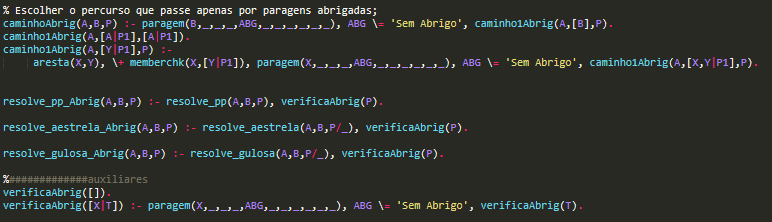 % Escolher o percurso que passe apenas por paragens abrigadas;
caminhoAbrig(A,B,P) :- paragem(B,_,_,_,ABG,_,_,_,_,_,_), ABG \= 'Sem Abrigo', caminho1Abrig(A,[B],P).
caminho1Abrig(A,[A|P1],[A|P1]).
caminho1Abrig(A,[Y|P1],P) :-
aresta(X,Y), \+ memberchk(X,[Y|P1]), paragem(X,_,_,_,ABG,_,_,_,_,_,_), ABG \= 'Sem Abrigo', caminho1Abrig(A,[X,Y|P1],P).
resolve_pp_Abrig(A,B,P) :- resolve_pp(A,B,P), verificaAbrig(P).
resolve_aestrela_Abrig(A,B,P) :- resolve_aestrela(A,B,P/_), verificaAbrig(P).
resolve_gulosa_Abrig(A,B,P) :- resolve_gulosa(A,B,P/_), verificaAbrig(P).
%#############auxiliares
verificaAbrig([]).
verificaAbrig([X|T]) :- paragem(X,_,_,_,ABG,_,_,_,_,_,_), ABG \= 'Sem Abrigo', verificaAbrig(T).